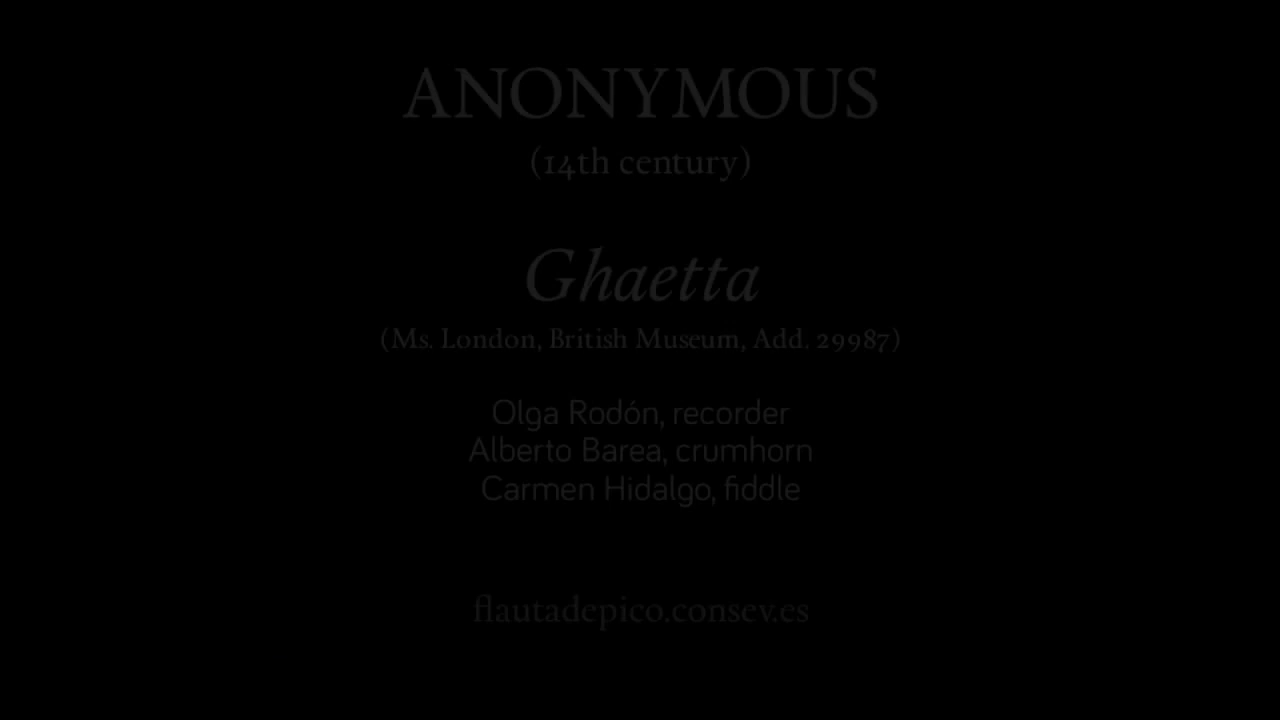 ANONYMOUS
(14th century)
Ghaetta
(Ms. London, British Museum, Add. 29987)
Olga Rodón, recorder
Alberto Barea, crumhorn
Carmen Hidalgo, fiddle
flautadepico.consev.es